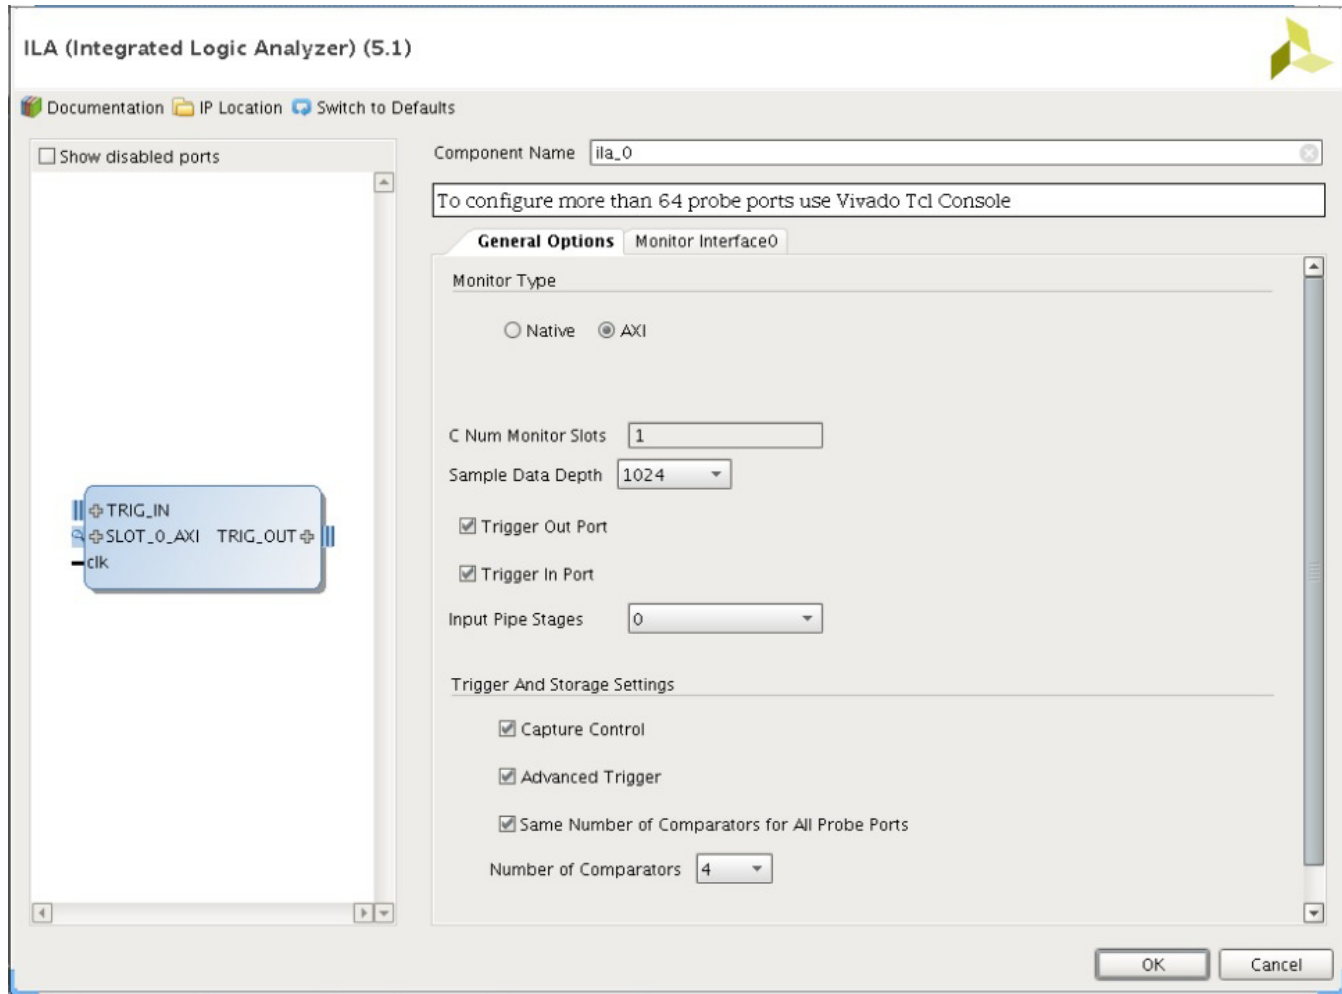 ILA (Integrated Logic Analyzer) (5.1)
Documentation IP Location Switch to Defaults
Show disabled ports
TRIG_IN
SLOT_0_AXI TRIG_OUT
clk
Component Name ila_0
To configure more than 64 probe ports use Vivado Tcl Console
General Options Monitor Interface0
Monitor Type
Native AXI
C Num Monitor Slots 1
Sample Data Depth 1024
Trigger Out Port
Trigger In Port
Input Pipe Stages 0
Trigger And Storage Settings
Capture Control
Advanced Trigger
Same Number of Comparators for All Probe Ports
Number of Comparators 4
OK Cancel